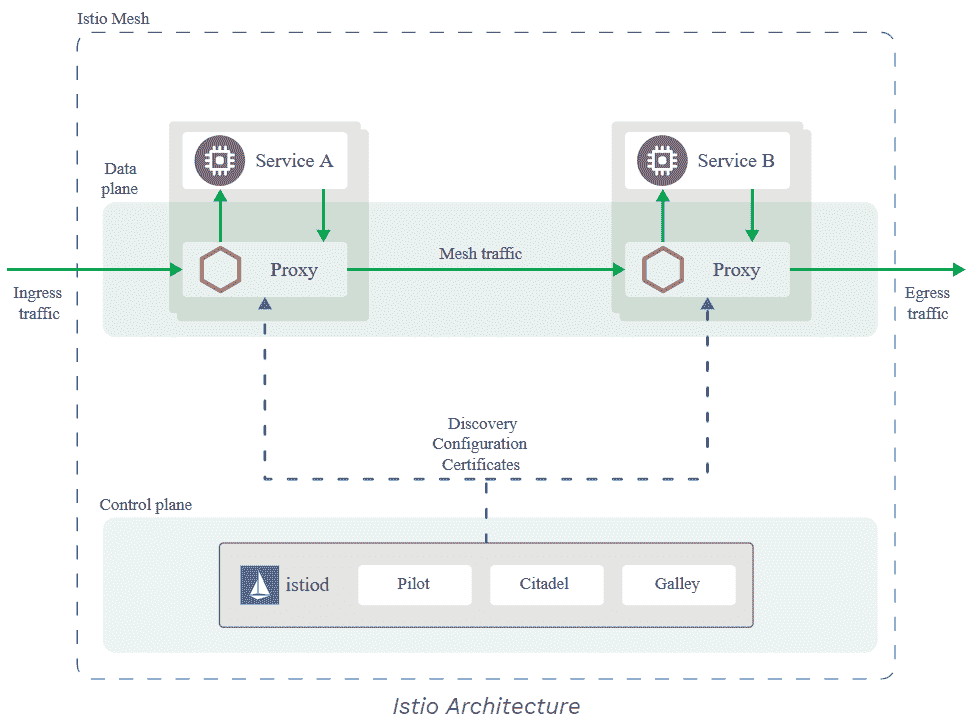 Istio Mesh
Data
plane
Service A
Service B
Proxy
Mesh traffic
Proxy
Ingress
traffic
Egress
traffic
Discovery
Configuration
Certificates
Control plane
istiod
Pilot
Citadel
Galley
Istio Architecture